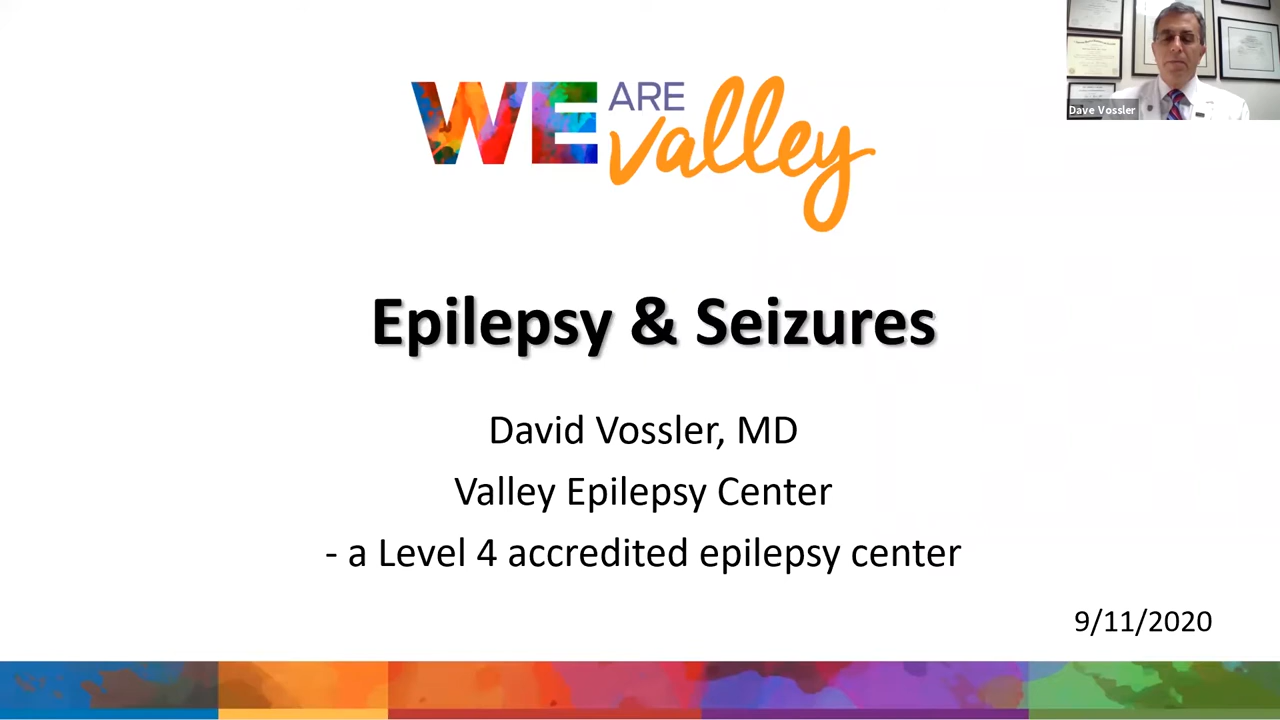 WE ARE valley
Dave Vossler
Epilepsy & Seizures
David Vossler, MD
Valley Epilepsy Center
- a Level 4 accredited epilepsy center
9/11/2020